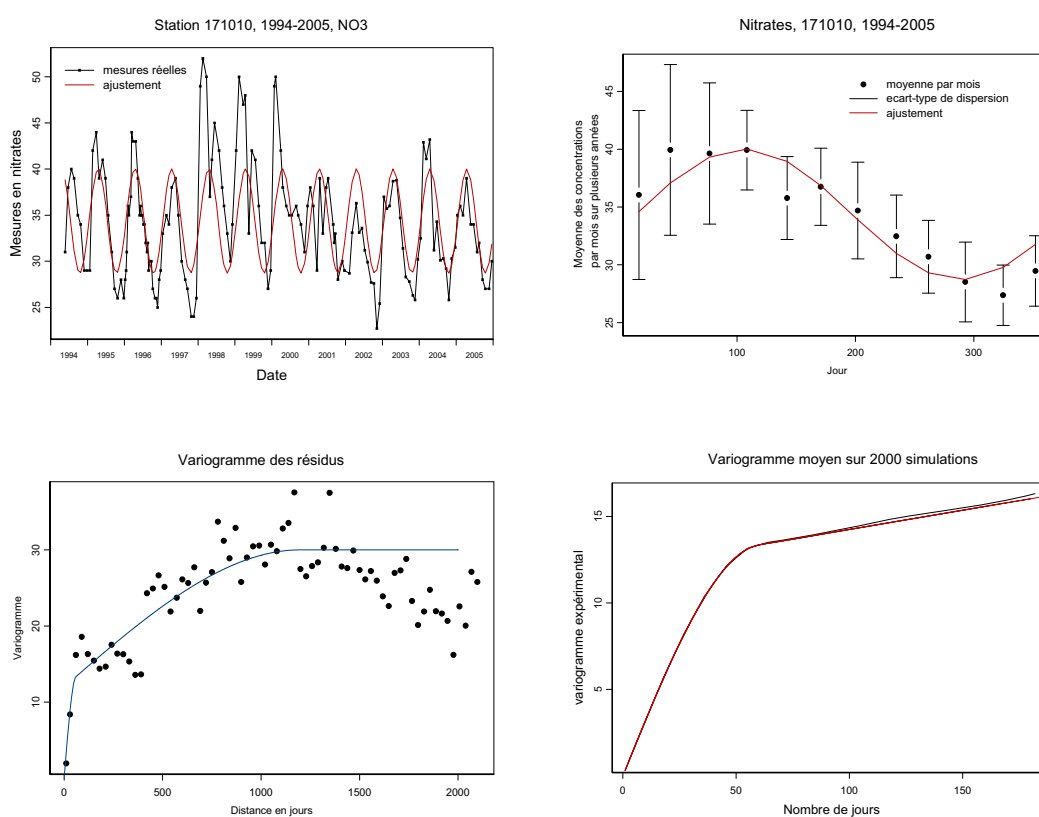 Station 171010, 1994-2005, NO3
mesures réelles
ajustement
Mesures en nitrates
50
45
40
35
30
25
1994 1995 1996 1997 1998 1999 2000 2001 2002 2003 2004 2005
Date
Nitrates, 171010, 1994-2005
moyenne par mois
ecart-type de dispersion
ajustement
Moyenne des concentrations
par mois sur plusieurs années
45
40
35
30
25
100 200 300
Jour
Variogramme des résidus
Variogramme
30
20
10
0 500 1000 1500 2000
Distance en jours
Variogramme moyen sur 2000 simulations
variogramme expérimental
15
10
5
0 50 100 150
Nombre de jours